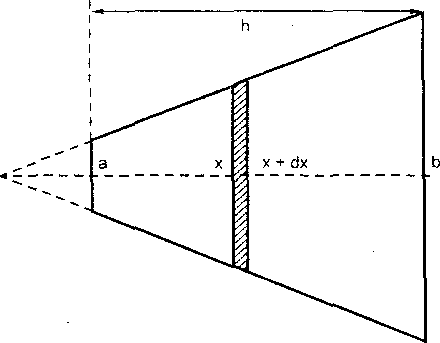 h
a x x + dx b